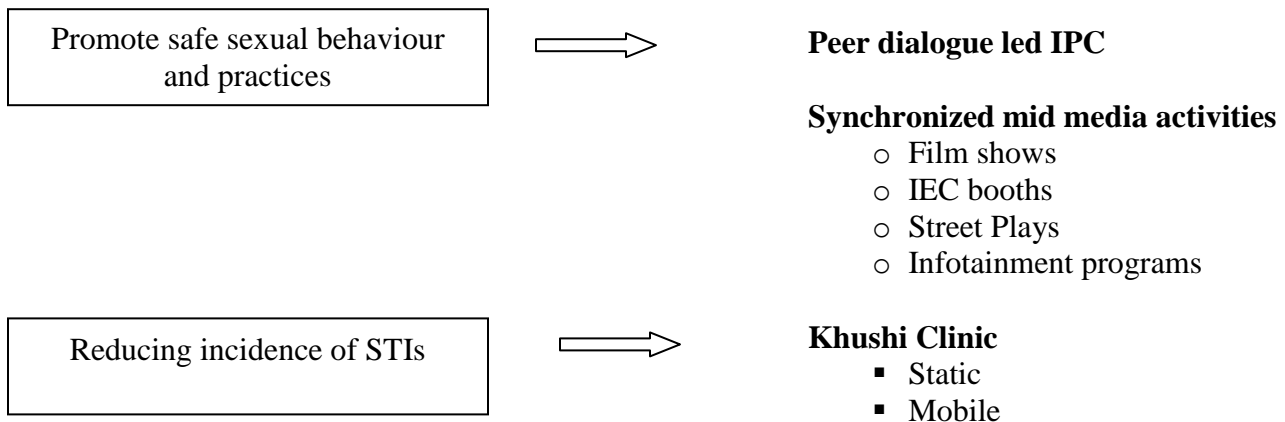 Promote safe sexual behaviour
and practices
Peer dialogue led IPC
Synchronized mid media activities
o Film shows
o IEC booths
o Street Plays
o Infotainment programs
Reducing incidence of STIs
Khushi Clinic
▪ Static
▪ Mobile